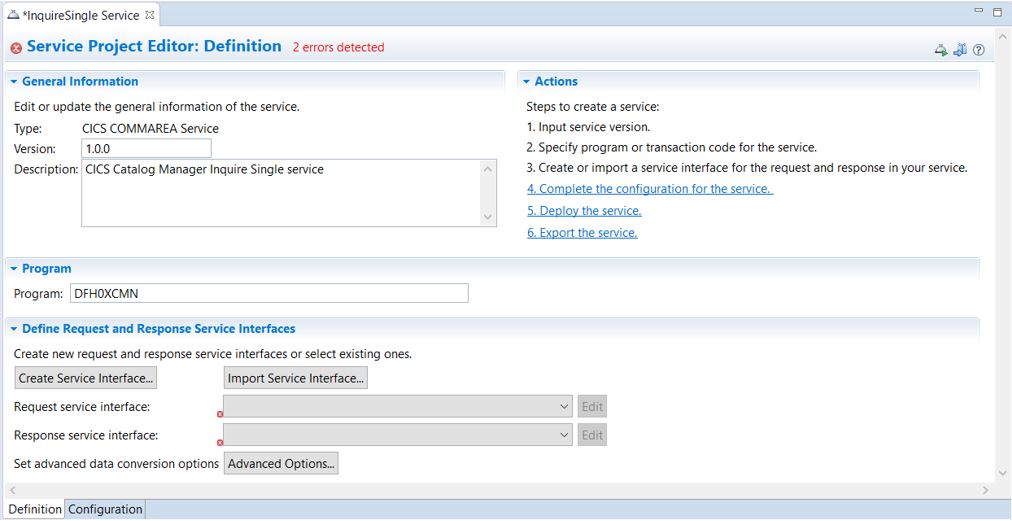 *InquireSingle Service
Service Project Editor: Definition 2 errors detected
General Information
Edit or update the general information of the service.
Type: CICS COMMAREA Service
Version: 1.0.0
Description: CICS Catalog Manager Inquire Single service
Actions
Steps to create a service:
1. Input service version.
2. Specify program or transaction code for the service.
3. Create or import a service interface for the request and response in your service.
4. Complete the configuration for the service.
5. Deploy the service.
6. Export the service.
Program
Program: DFH0XCMN
Define Request and Response Service Interfaces
Create new request and response service interfaces or select existing ones.
Create Service Interface... Import Service Interface...
Request service interface: Edit
Response service interface: Edit
Set advanced data conversion options Advanced Options...
Definition Configuration